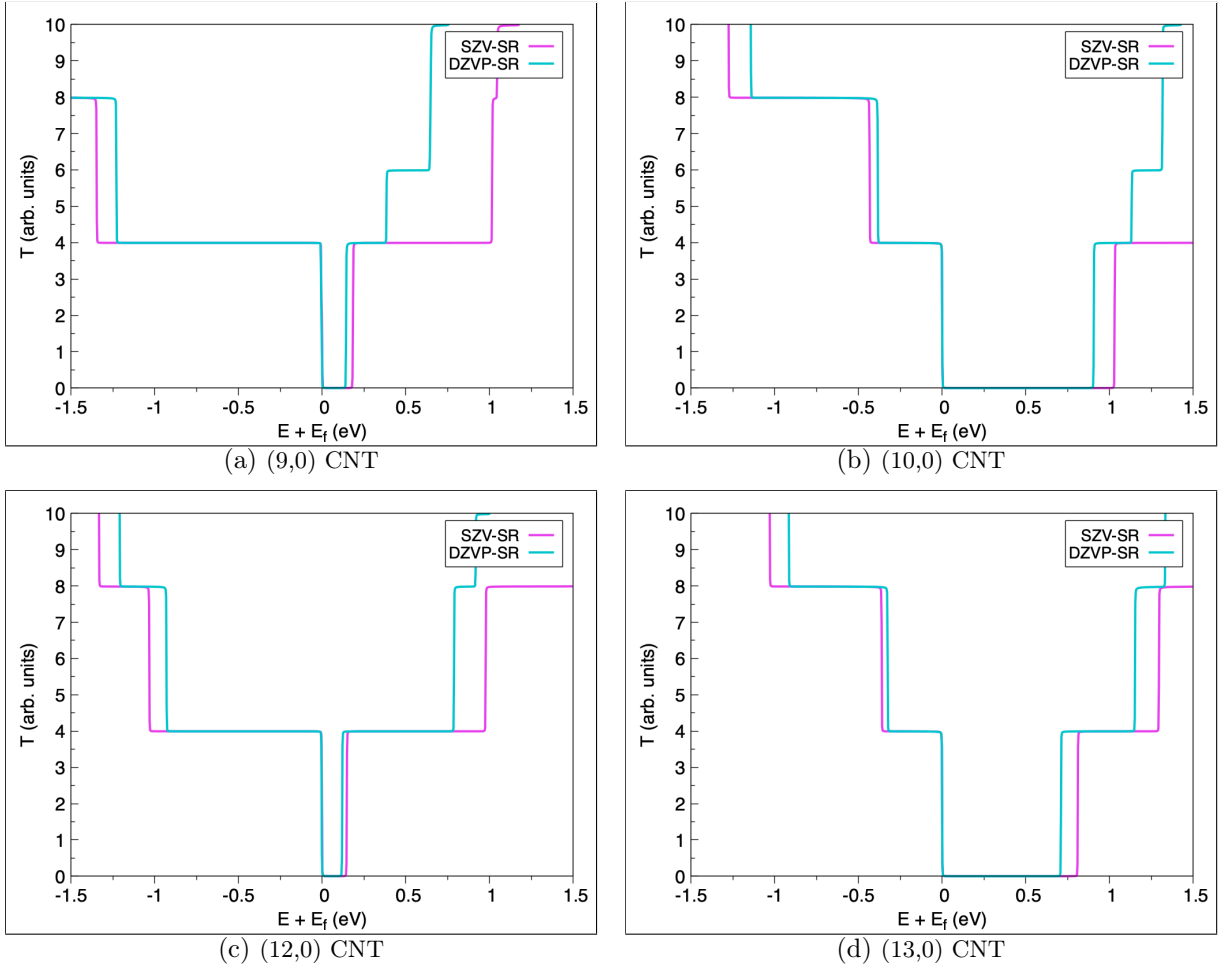 10
9
8
7
6
5
4
3
2
1
0
T (arb. units)
-1.5 -1 -0.5 0 0.5 1 1.5
E + E_f (eV)
SZV-SR
DZVP-SR
(a) (9,0) CNT
10
9
8
7
6
5
4
3
2
1
0
T (arb. units)
-1.5 -1 -0.5 0 0.5 1 1.5
E + E_f (eV)
SZV-SR
DZVP-SR
(b) (10,0) CNT
10
9
8
7
6
5
4
3
2
1
0
T (arb. units)
-1.5 -1 -0.5 0 0.5 1 1.5
E + E_f (eV)
SZV-SR
DZVP-SR
(c) (12,0) CNT
10
9
8
7
6
5
4
3
2
1
0
T (arb. units)
-1.5 -1 -0.5 0 0.5 1 1.5
E + E_f (eV)
SZV-SR
DZVP-SR
(d) (13,0) CNT